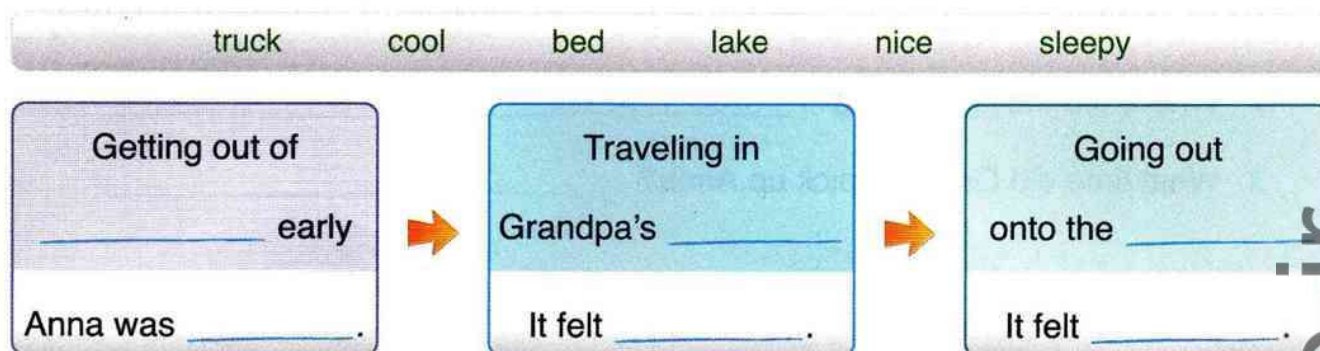 truck cool bed lake nice sleepy
Getting out of
early
Anna was .
Traveling in
Grandpa's
It felt .
Going out
onto the
It felt .